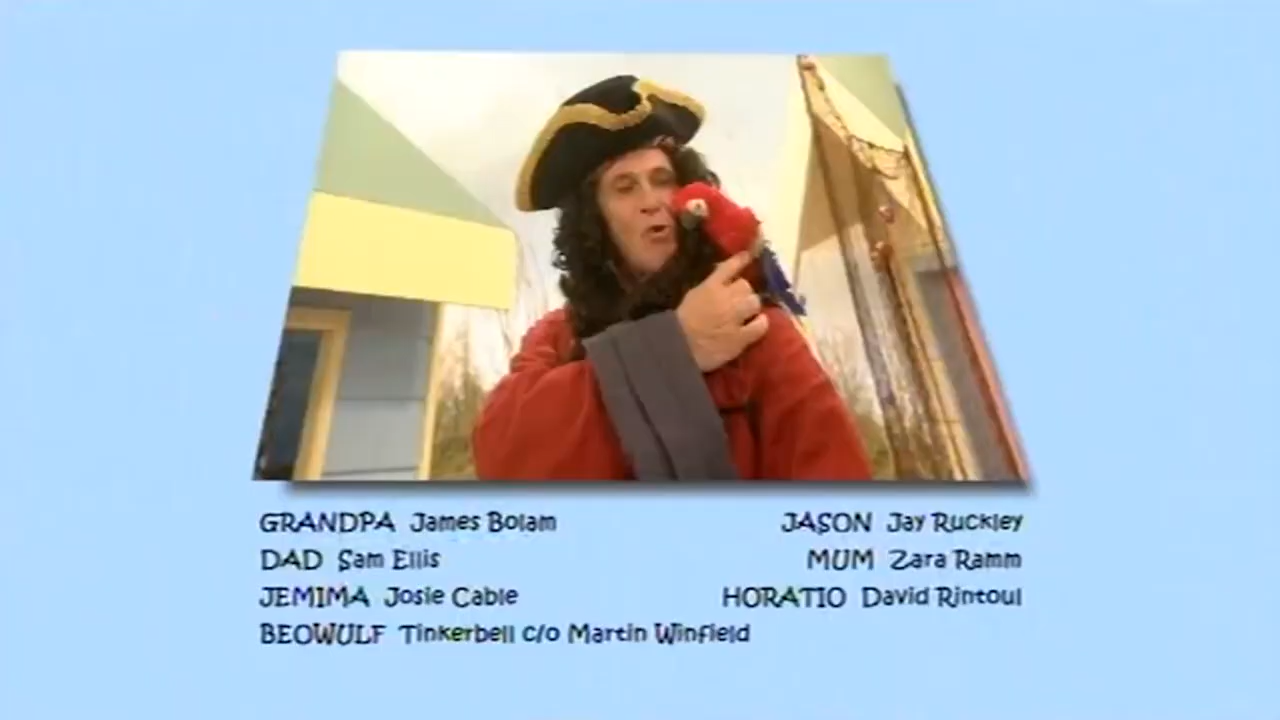 GRANDPA James Bolam
JASON Jay Ruckley
DAD Sam Ellis
MUM Zara Ramm
JEMIMA Josie Cable
HORATIO David Rintoul
BEOWULF Tinkerbell c/o Martin Winfield